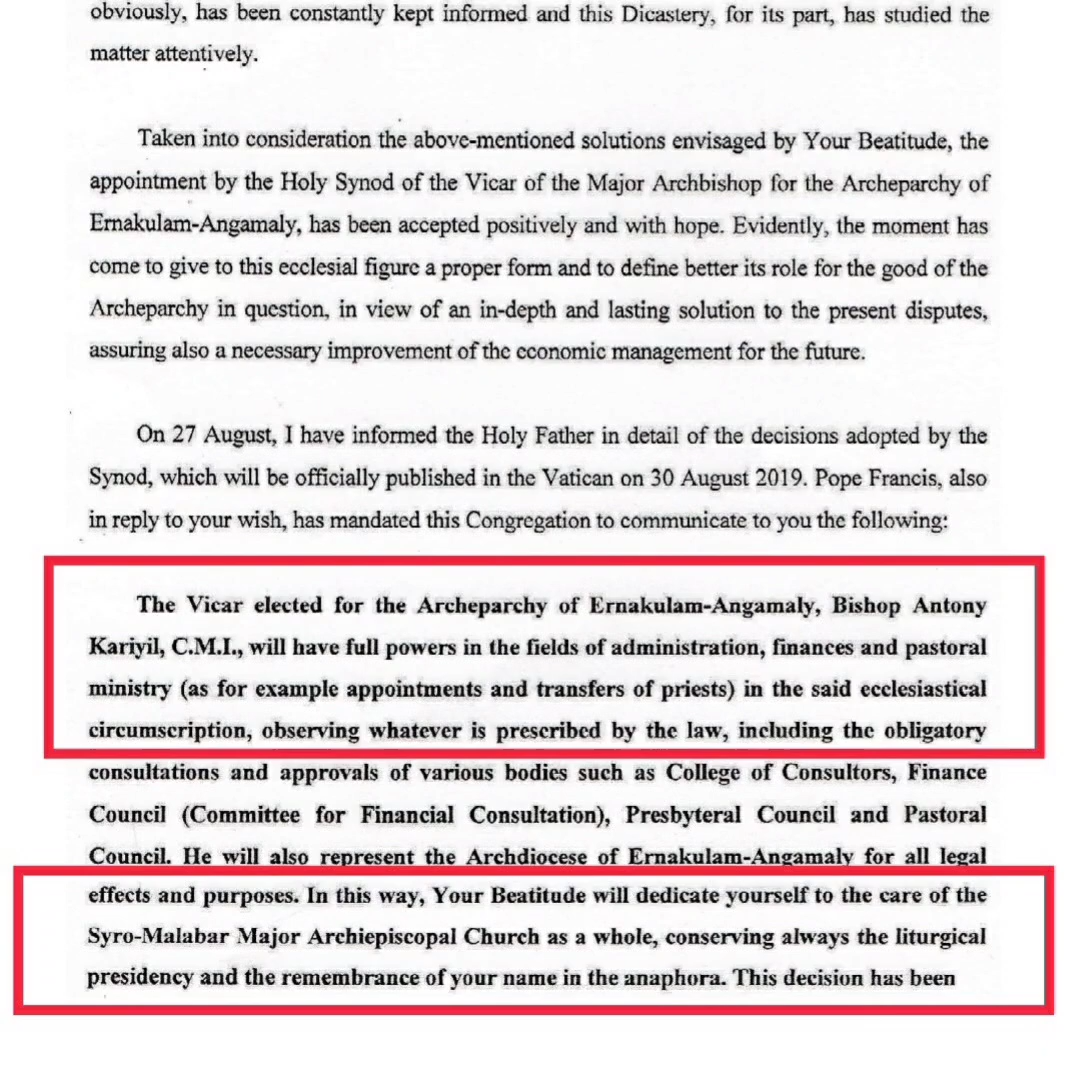 obviously, has been constantly kept informed and this Dicastery, for its part, has studied the
matter attentively.
Taken into consideration the above-mentioned solutions envisaged by Your Beatitude, the
appointment by the Holy Synod of the Vicar of the Major Archbishop for the Archeparchy of
Ernakulam-Angamaly, has been accepted positively and with hope. Evidently, the moment has
come to give to this ecclesial figure a proper form and to define better its role for the good of the
Archeparchy in question, in view of an in-depth and lasting solution to the present disputes,
assuring also a necessary improvement of the economic management for the future.
On 27 August, I have informed the Holy Father in detail of the decisions adopted by the
Synod, which will be officially published in the Vatican on 30 August 2019. Pope Francis, also
in reply to your wish, has mandated this Congregation to communicate to you the following:
The Vicar elected for the Archeparchy of Ernakulam-Angamaly, Bishop Antony
Kariyil, C.M.I., will have full powers in the fields of administration, finances and pastoral
ministry (as for example appointments and transfers of priests) in the said ecclesiastical
circumscription, observing whatever is prescribed by the law, including the obligatory
consultations and approvals of various bodies such as College of Consultors, Finance
Council (Committee for Financial Consultation), Presbyteral Council and Pastoral
Council. He will also represent the Archdiocese of Ernakulam-Angamaly for all legal
effects and purposes. In this way, Your Beatitude will dedicate yourself to the care of the
Syro-Malabar Major Archiepiscopal Church as a whole, conserving always the liturgical
presidency and the remembrance of your name in the anaphora. This decision has been